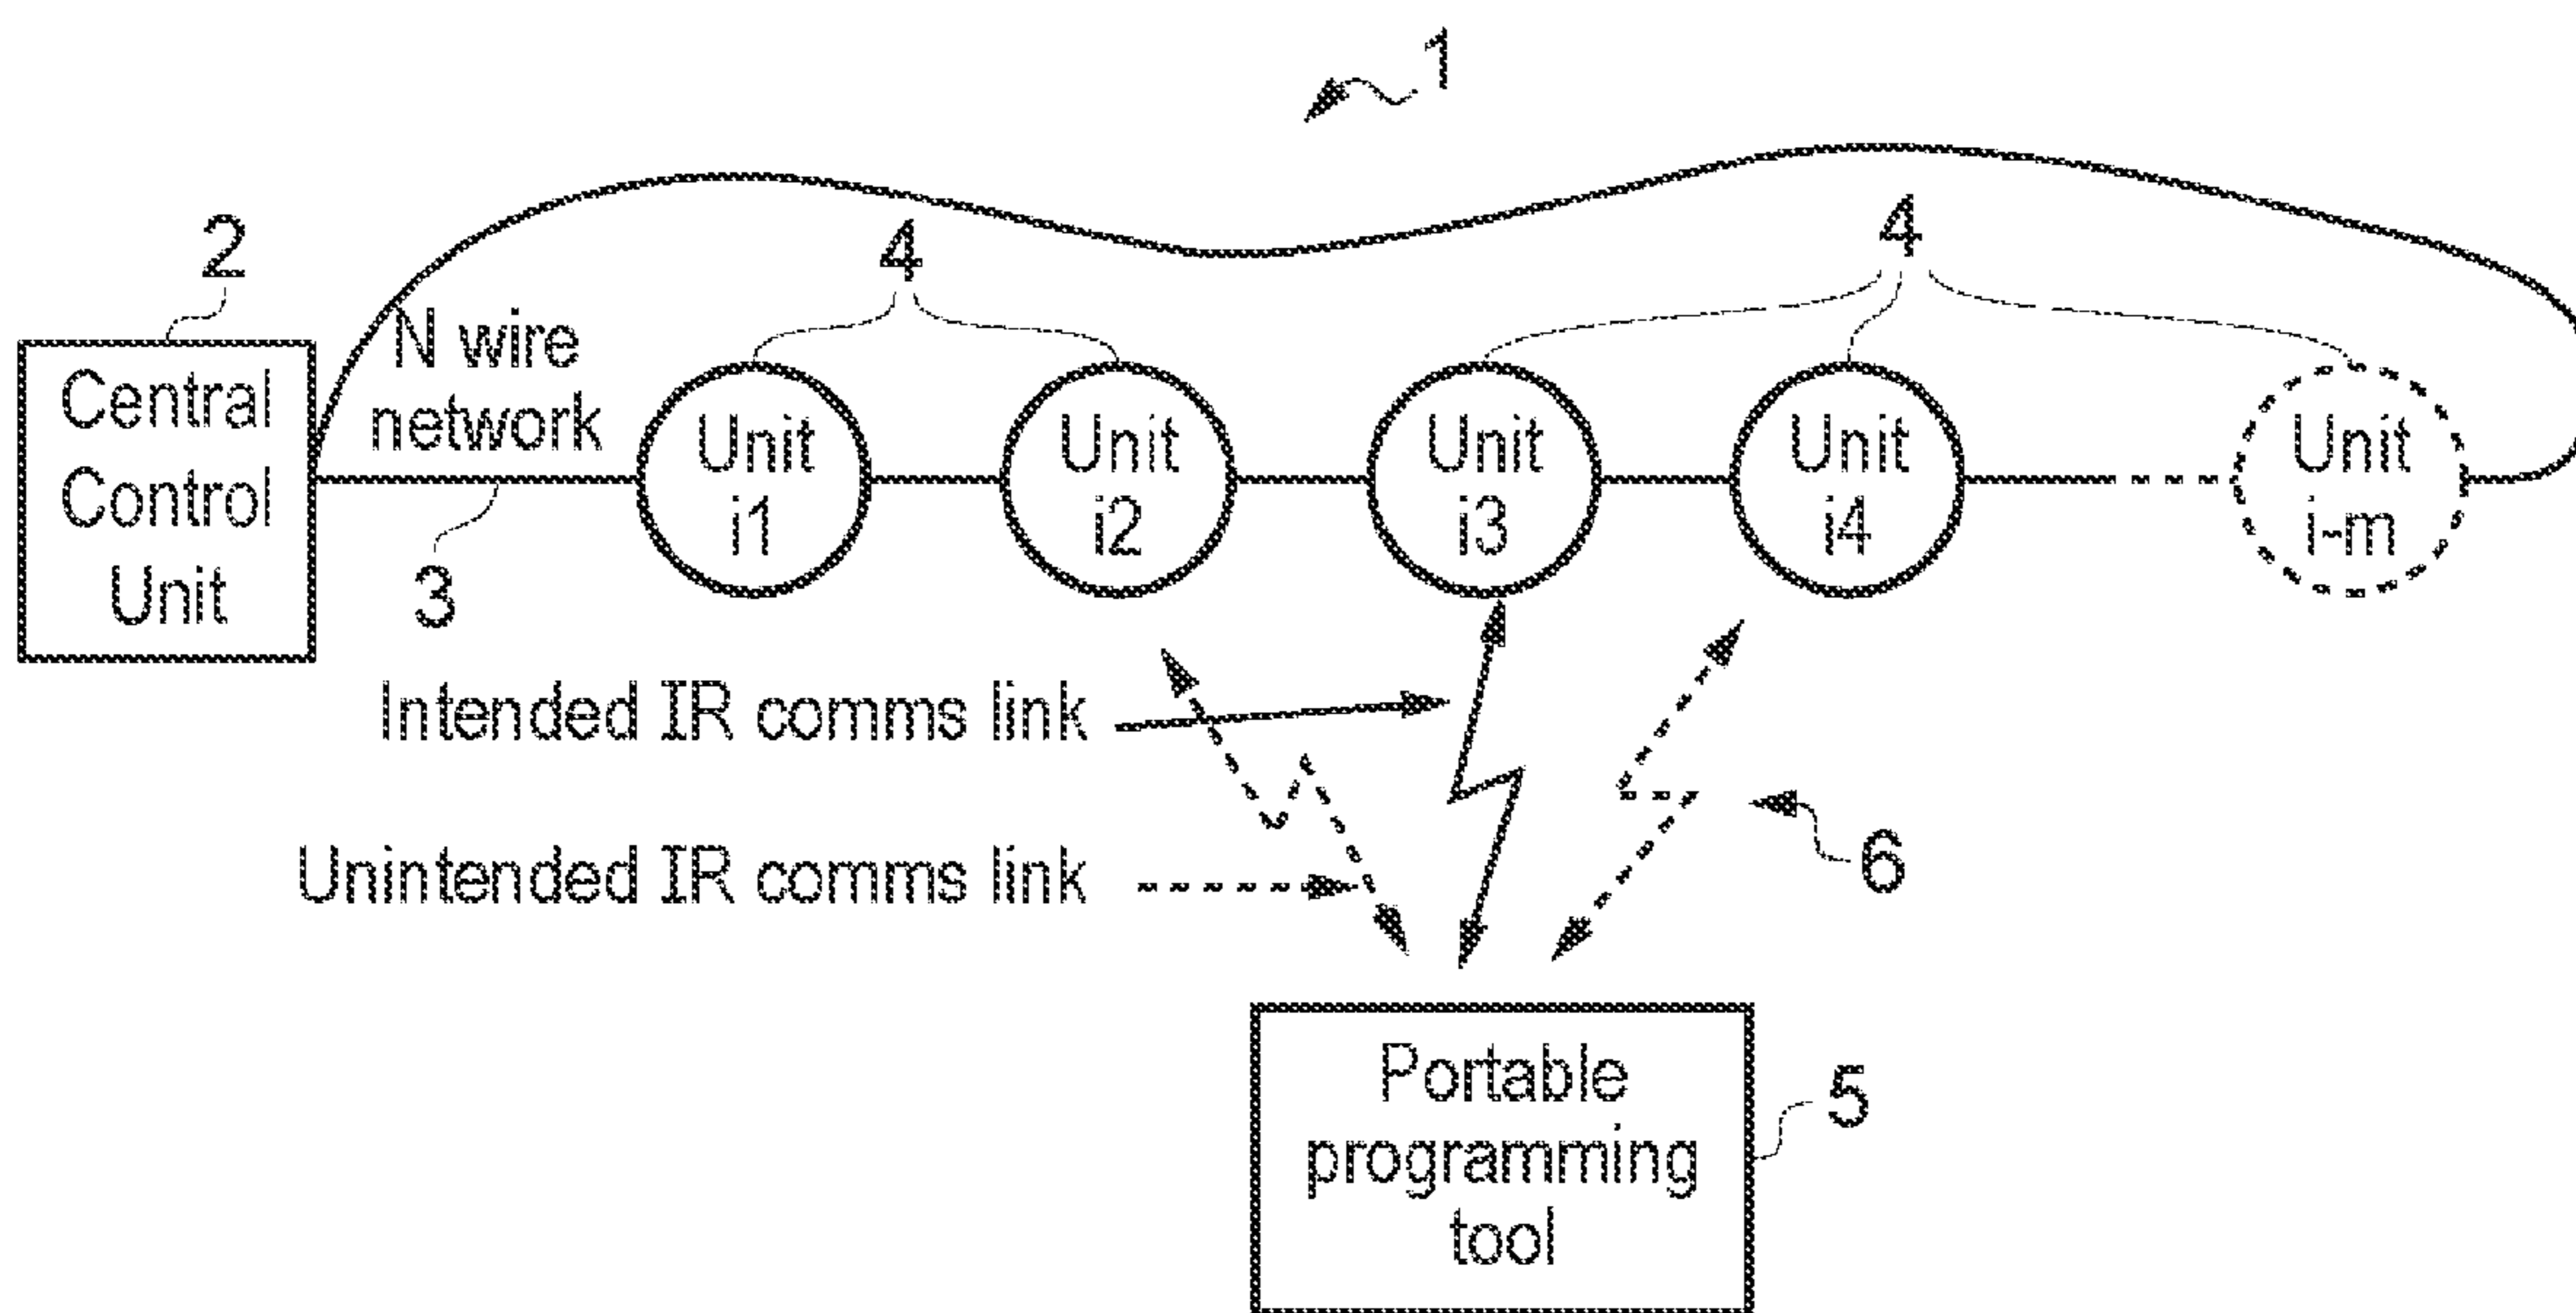 1
2
4
4
N wire
network
Central
Control
Unit
Unit
i1
Unit
i2
Unit
i3
Unit
i4
Unit
i-m
3
Intended IR comms link
Unintended IR comms link
6
Portable
programming
tool
5